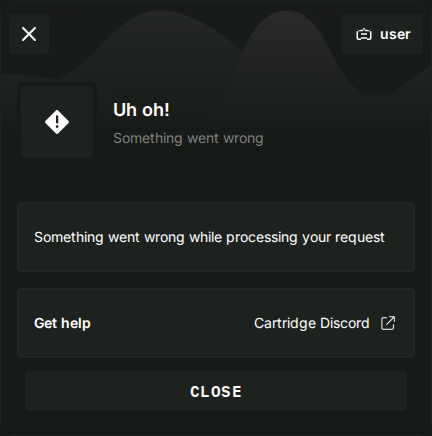 user
Uh oh!
Something went wrong
Something went wrong while processing your request
Get help Cartridge Discord
CLOSE